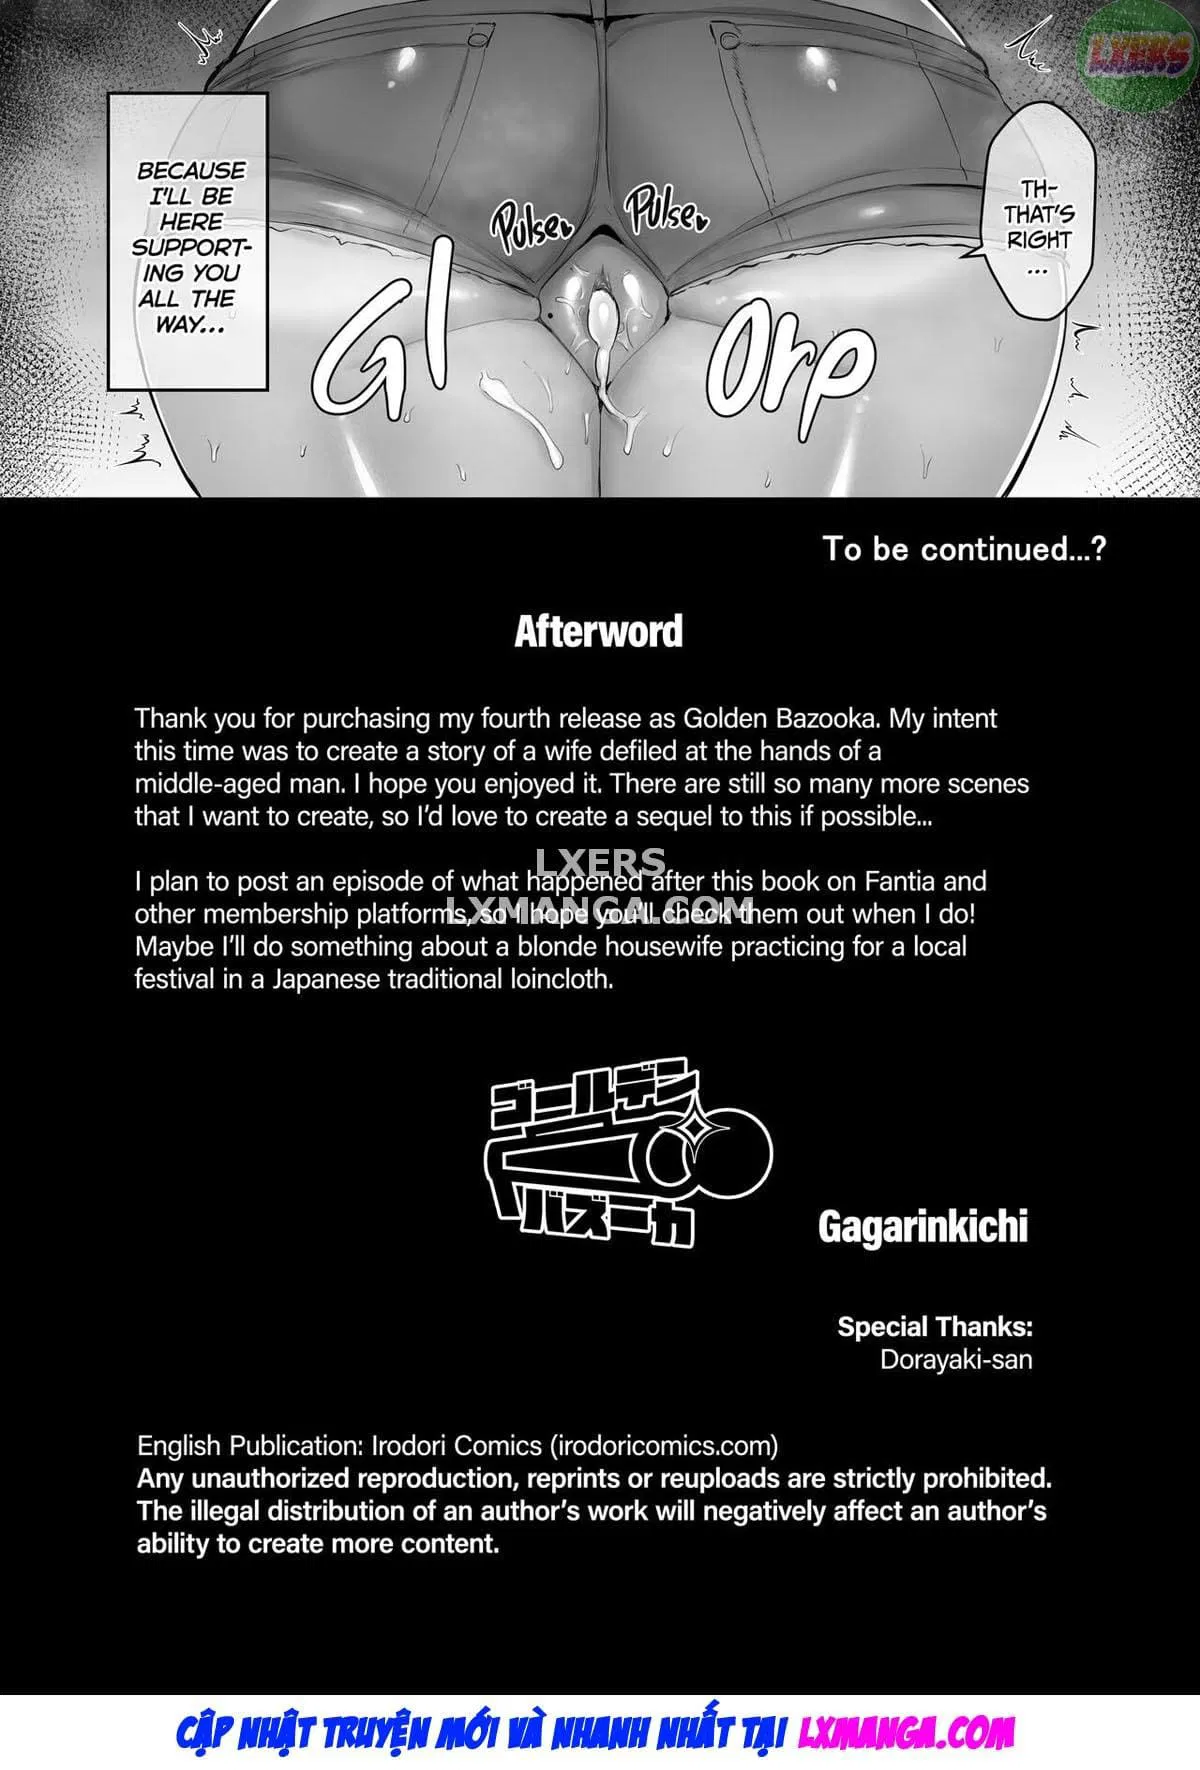 LXERS
BECAUSE
I'LL BE
HERE
SUPPORT-
ING YOU
ALL THE
WAY...
TH-
THAT'S
RIGHT
...
Pulse
Pulse
Gl
Orp
To be continued...?
Afterword
Thank you for purchasing my fourth release as Golden Bazooka. My intent
this time was to create a story of a wife defiled at the hands of a
middle-aged man. I hope you enjoyed it. There are still so many more scenes
that I want to create, so I'd love to create a sequel to this if possible...
LXERS
I plan to post an episode of what happened after this book on Fantia and
LXMANGA.COM
other membership platforms, so I hope you'll check them out when I do!
Maybe I'll do something about a blonde housewife practicing for a local
festival in a Japanese traditional loincloth.
ゴールデン
バズーカ
Gagarinkichi
Special Thanks:
Dorayaki-san
English Publication: Irodori Comics (irodoricomics.com)
Any unauthorized reproduction, reprints or reuploads are strictly prohibited.
The illegal distribution of an author's work will negatively affect an author's
ability to create more content.
CẬP NHẬT TRUYỆN MỚI VÀ NHANH NHẤT TẠI LXMANGA.COM